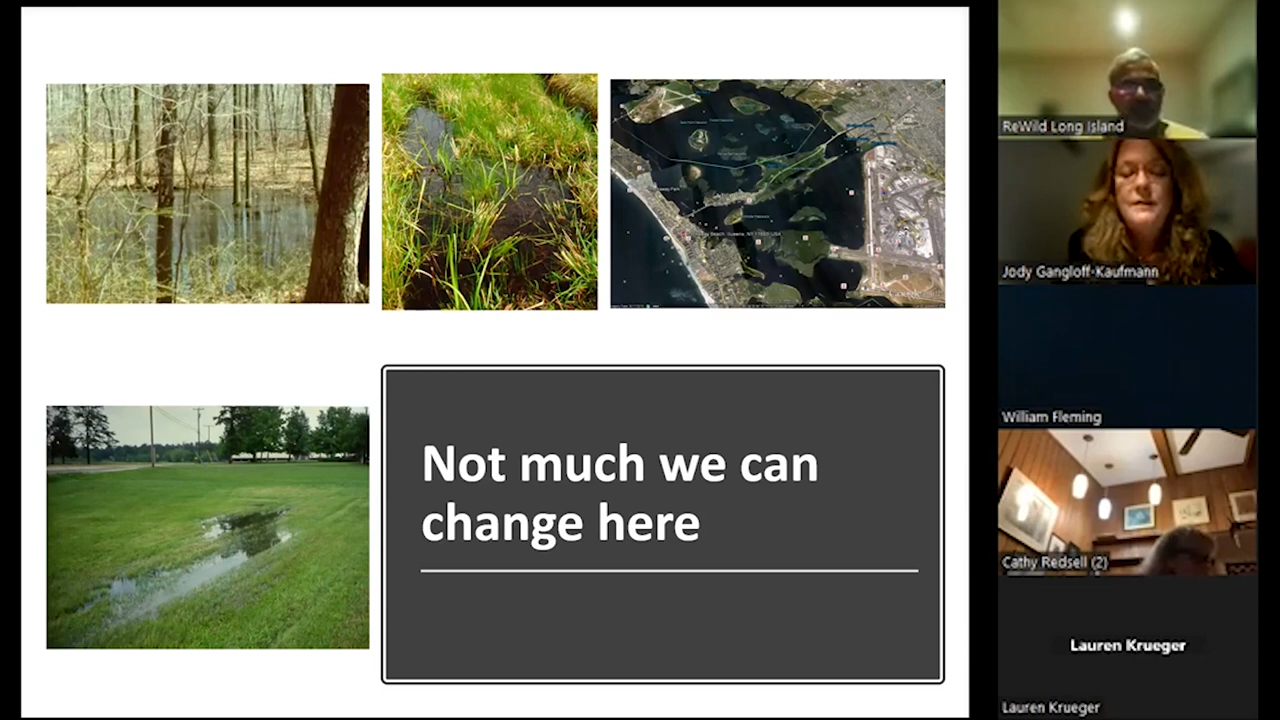 Not much we can
change here
ReWild Long Island
Jody Gangloff-Kaufmann
William Fleming
Cathy Redsell (2)
Lauren Krueger
Lauren Krueger